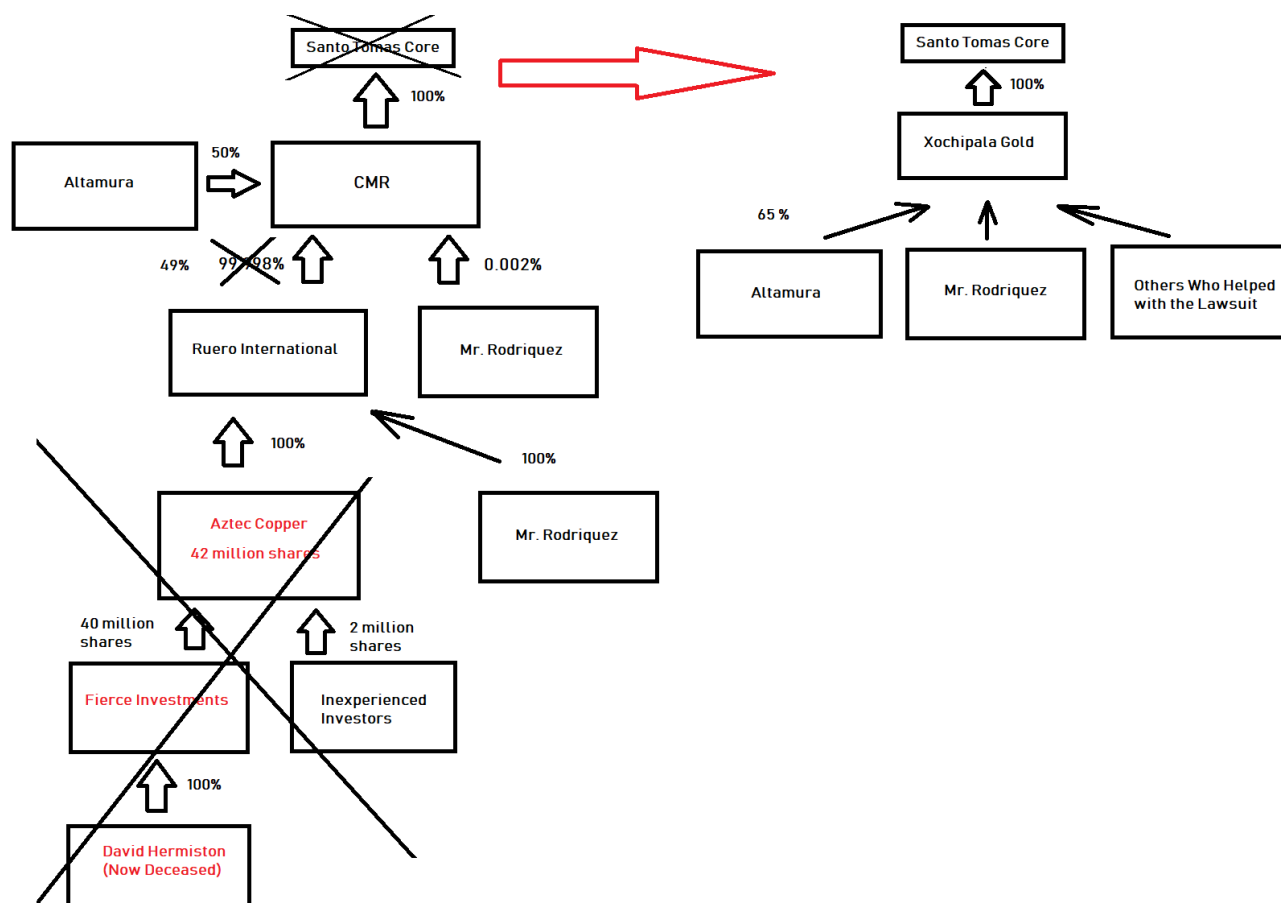 Santo Tomas Core
100%
Altamura
50%
CMR
49%
99.998%
0.002%
Ruero International
Mr. Rodriquez
100%
100%
Aztec Copper
42 million shares
Mr. Rodriquez
40 million
shares
2 million
shares
Fierce Investments
Inexperienced
Investors
100%
David Hermiston
(Now Deceased)
Santo Tomas Core
100%
Xochipala Gold
65 %
Altamura
Mr. Rodriquez
Others Who Helped
with the Lawsuit